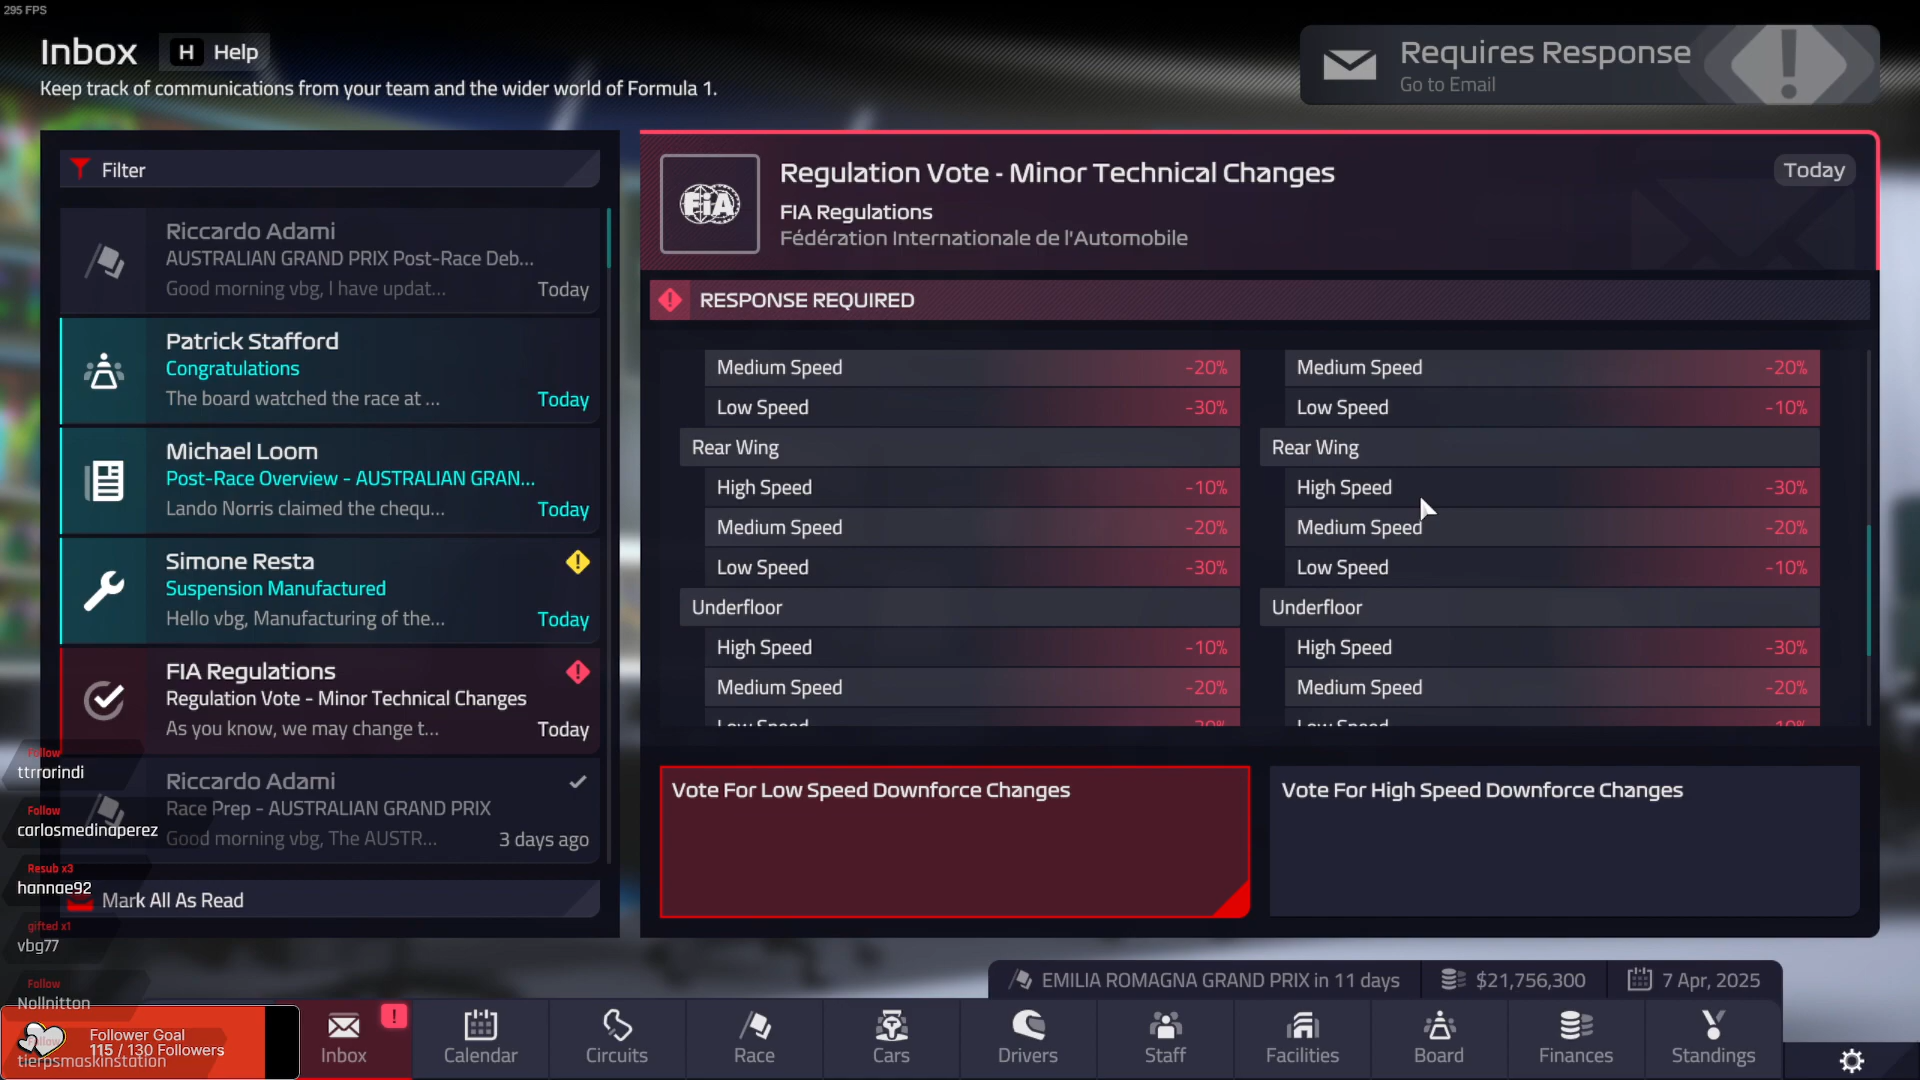 295 FPS
Inbox
H Help
Keep track of communications from your team and the wider world of Formula 1.
Requires Response
Go to Email
Filter
Riccardo Adami
AUSTRALIAN GRAND PRIX Post-Race Deb...
Good morning vbg, I have updat...
Today
Patrick Stafford
Congratulations
The board watched the race at ...
Today
Michael Loom
Post-Race Overview - AUSTRALIAN GRAN...
Lando Norris claimed the chequ...
Today
Simone Resta
Suspension Manufactured
Hello vbg, Manufacturing of the...
Today
FIA Regulations
Regulation Vote - Minor Technical Changes
As you know, we may change t...
Today
Riccardo Adami
Race Prep - AUSTRALIAN GRAND PRIX
Good morning vbg, The AUSTR...
3 days ago
Mark All As Read
Follow
ttrrorindi
Follow
carlosmedinaperez
Resub x3
hannae92
gifted x1
vbg77
Follow
Nollnitton
Follow
tierpsmaskinstation
Follower Goal
115 / 130 Followers
FiA
Regulation Vote - Minor Technical Changes
Today
FIA Regulations
Fédération Internationale de l'Automobile
RESPONSE REQUIRED
Medium Speed -20%
Low Speed -30%
Rear Wing
High Speed -10%
Medium Speed -20%
Low Speed -30%
Underfloor
High Speed -10%
Medium Speed -20%
Low Speed -30%
Medium Speed -20%
Low Speed -10%
Rear Wing
High Speed -30%
Medium Speed -20%
Low Speed -10%
Underfloor
High Speed -30%
Medium Speed -20%
Low Speed -10%
Vote For Low Speed Downforce Changes
Vote For High Speed Downforce Changes
EMILIA ROMAGNA GRAND PRIX in 11 days
$21,756,300
7 Apr, 2025
Inbox
Calendar
Circuits
Race
Cars
Drivers
Staff
Facilities
Board
Finances
Standings